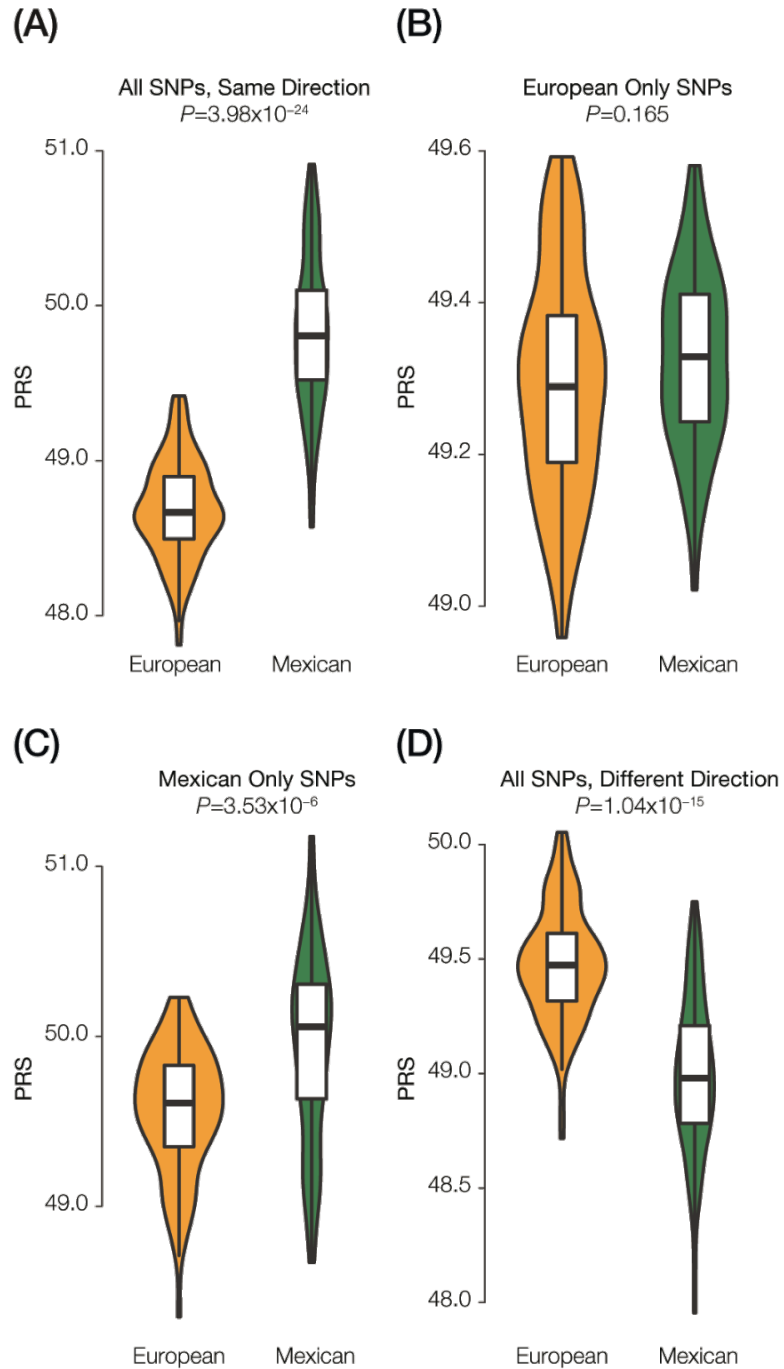 (A)
All SNPs, Same Direction
P=3.98x10⁻²⁴
51.0
50.0
49.0
48.0
PRS
European Mexican
(B)
European Only SNPs
P=0.165
49.6
49.4
49.2
49.0
PRS
European Mexican
(C)
Mexican Only SNPs
P=3.53x10⁻⁶
51.0
50.0
49.0
PRS
European Mexican
(D)
All SNPs, Different Direction
P=1.04x10⁻¹⁵
50.0
49.5
49.0
48.5
48.0
PRS
European Mexican